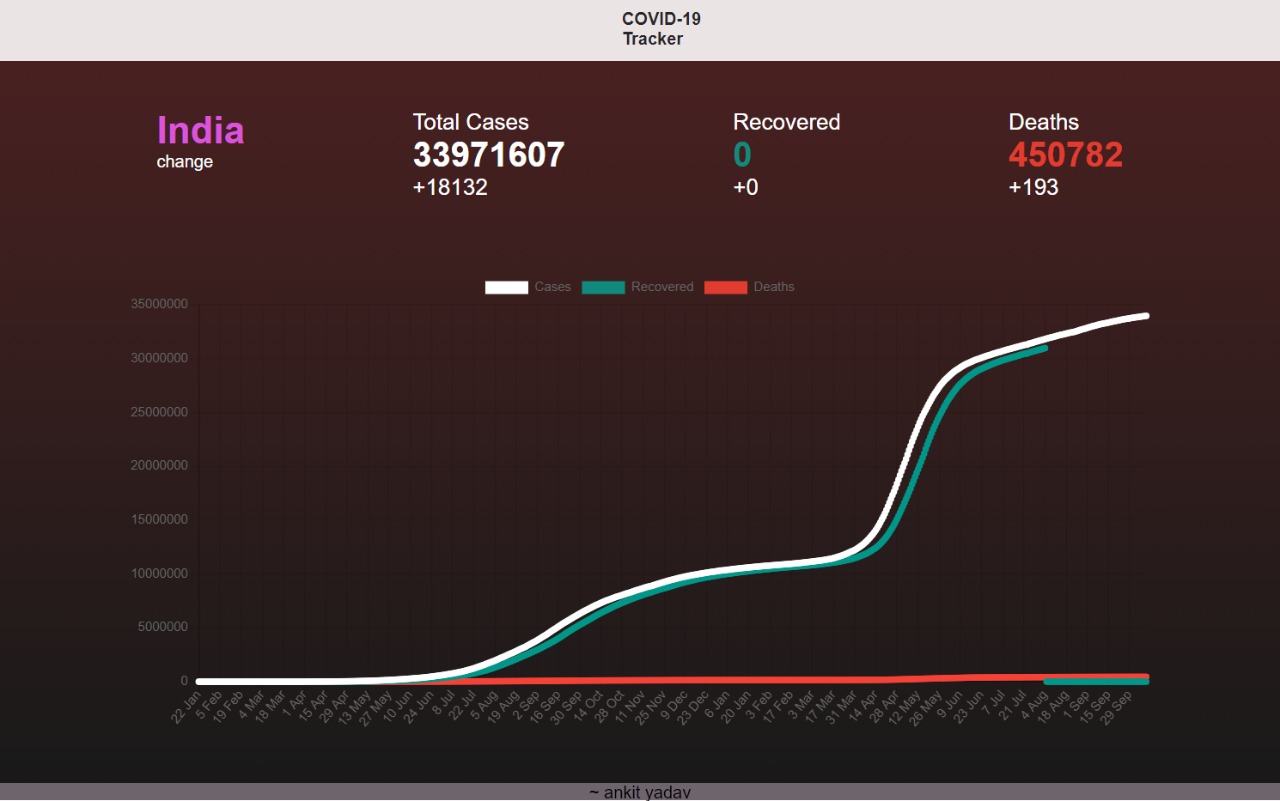 COVID-19
Tracker
India
change
Total Cases
33971607
+18132
Recovered
0
+0
Deaths
450782
+193
Cases Recovered Deaths
35000000
30000000
25000000
20000000
15000000
10000000
5000000
0
22 Jan 5 Feb 19 Feb 4 Mar 18 Mar 1 Apr 15 Apr 29 Apr 13 May 27 May 10 Jun 24 Jun 8 Jul 22 Jul 5 Aug 19 Aug 2 Sep 16 Sep 30 Sep 14 Oct 28 Oct 11 Nov 25 Nov 9 Dec 23 Dec 6 Jan 20 Jan 3 Feb 17 Feb 3 Mar 17 Mar 31 Mar 14 Apr 28 Apr 12 May 26 May 9 Jun 23 Jun 7 Jul 21 Jul 4 Aug 18 Aug 1 Sep 15 Sep 29 Sep
~ ankit yadav